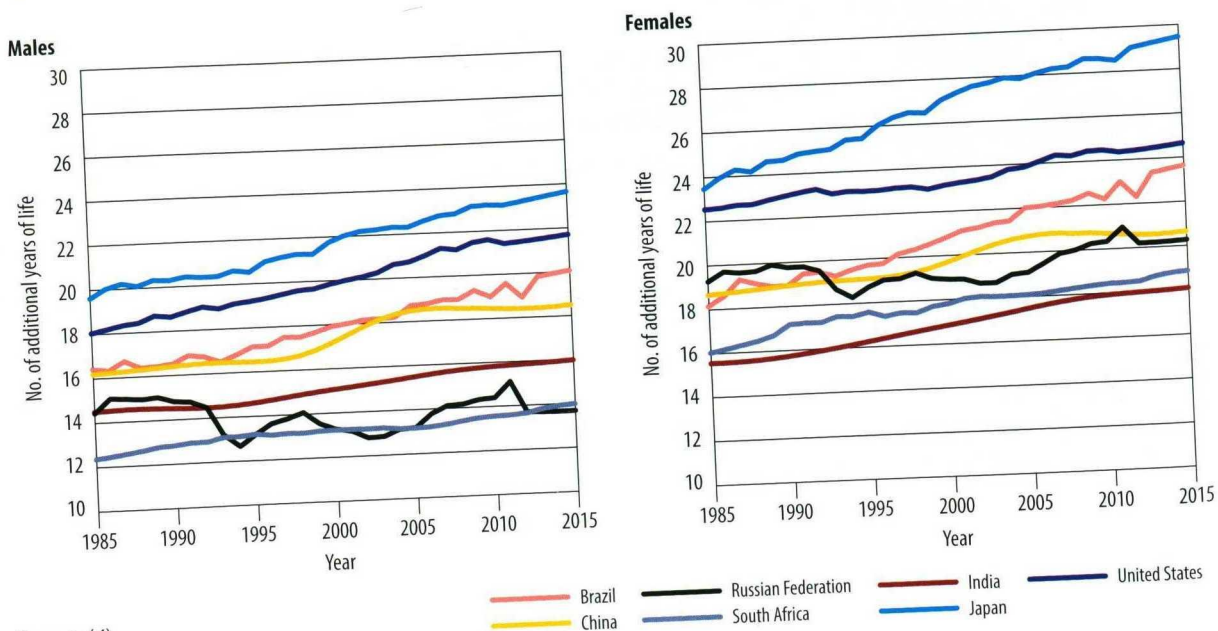 Males
No. of additional years of life
30
28
26
24
22
20
18
16
14
12
10
1985 1990 1995 2000 2005 2010 2015
Year
Females
No. of additional years of life
30
28
26
24
22
20
18
16
14
12
10
1985 1990 1995 2000 2005 2010 2015
Year
Brazil Russian Federation India United States
China South Africa Japan